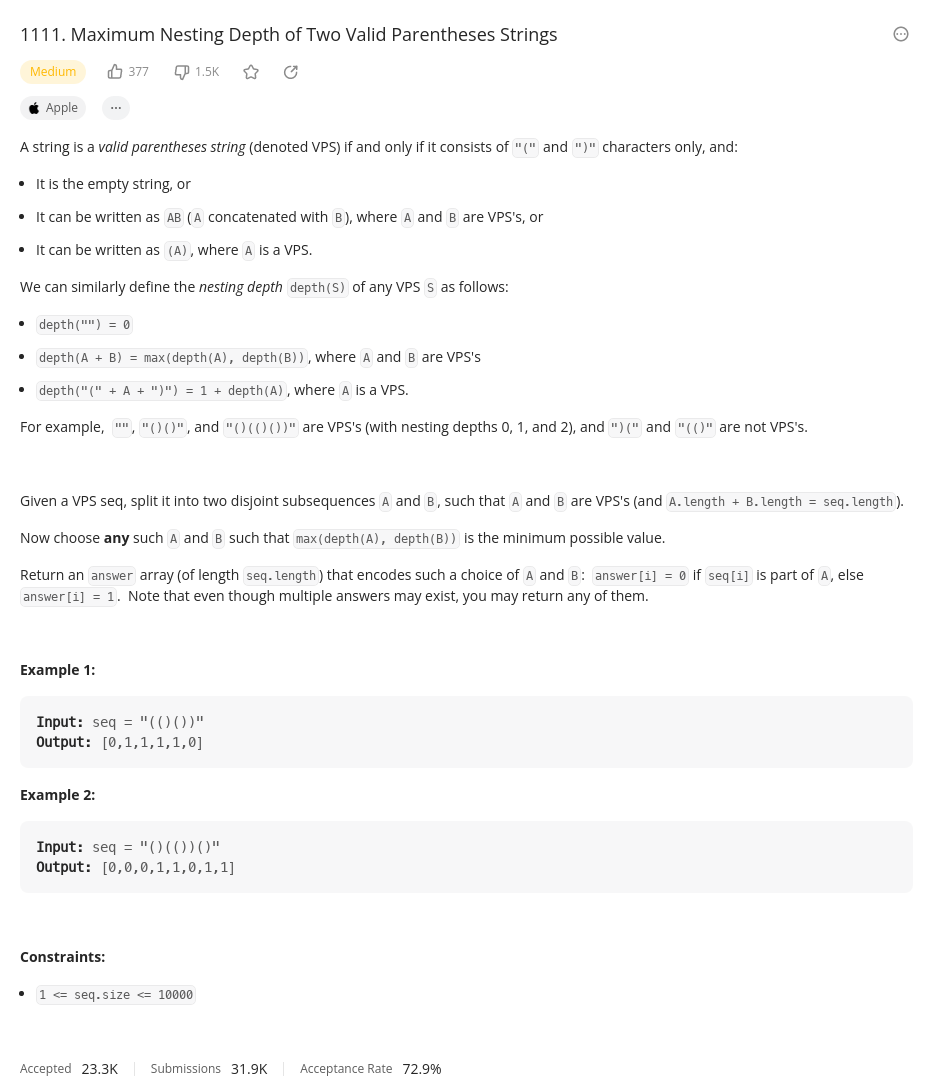 1111. Maximum Nesting Depth of Two Valid Parentheses Strings
Medium 377 1.5K
Apple ...
A string is a valid parentheses string (denoted VPS) if and only if it consists of "(" and ")" characters only, and:
• It is the empty string, or
• It can be written as AB (A concatenated with B), where A and B are VPS's, or
• It can be written as (A), where A is a VPS.
We can similarly define the nesting depth depth(S) of any VPS S as follows:
• depth("") = 0
• depth(A + B) = max(depth(A), depth(B)), where A and B are VPS's
• depth("(" + A + ")") = 1 + depth(A), where A is a VPS.
For example, "", "()()", and "()(()())" are VPS's (with nesting depths 0, 1, and 2), and ")(" and "(()" are not VPS's.
Given a VPS seq, split it into two disjoint subsequences A and B, such that A and B are VPS's (and A.length + B.length = seq.length).
Now choose any such A and B such that max(depth(A), depth(B)) is the minimum possible value.
Return an answer array (of length seq.length) that encodes such a choice of A and B: answer[i] = 0 if seq[i] is part of A, else
answer[i] = 1. Note that even though multiple answers may exist, you may return any of them.
Example 1:
Input: seq = "(()())"
Output: [0,1,1,1,1,0]
Example 2:
Input: seq = "()(())()"
Output: [0,0,0,1,1,0,1,1]
Constraints:
• 1 <= seq.size <= 10000
Accepted 23.3K Submissions 31.9K Acceptance Rate 72.9%